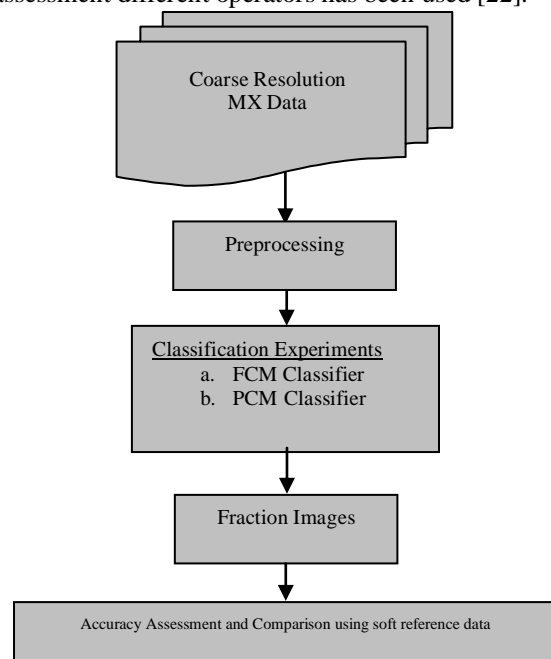 assessment different operators has been used [22].
Coarse Resolution
MX Data
Preprocessing
Classification Experiments
a. FCM Classifier
b. PCM Classifier
Fraction Images
Accuracy Assessment and Comparison using soft reference data